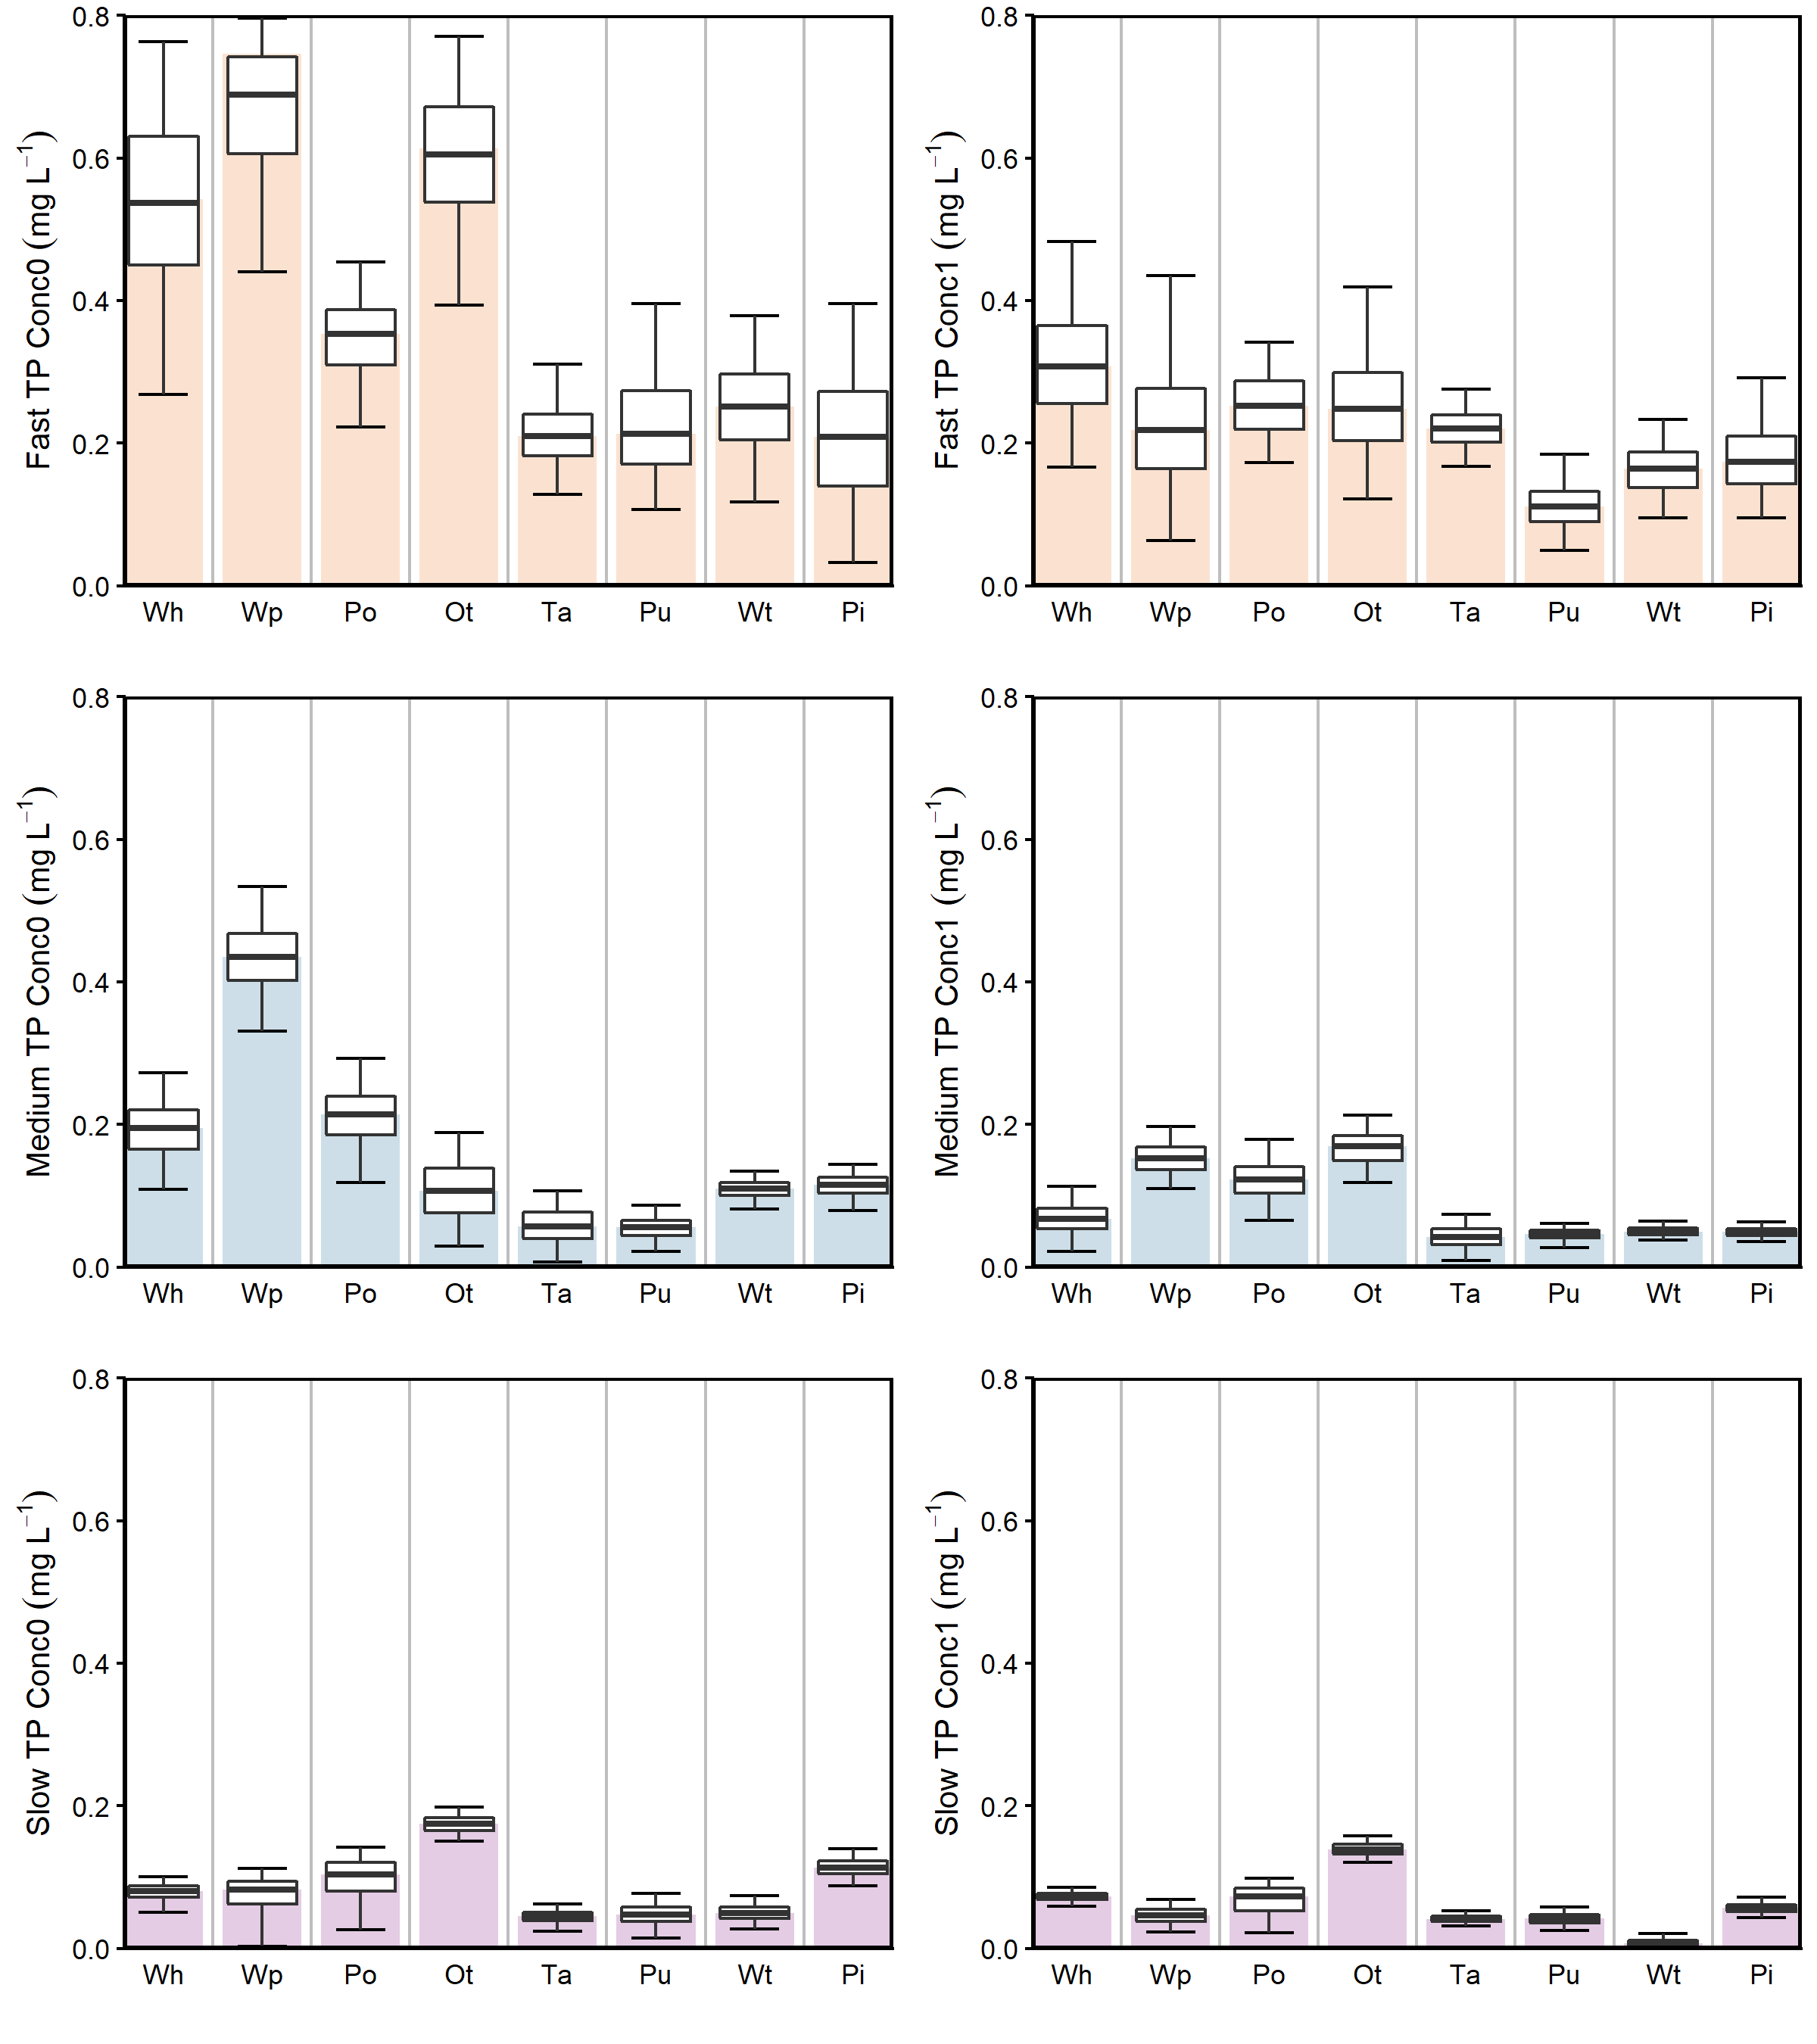 Fast TP Conc0 (mg L⁻¹)
0.8
0.6
0.4
0.2
0.0
Wh Wp Po Ot Ta Pu Wt Pi
Fast TP Conc1 (mg L⁻¹)
0.8
0.6
0.4
0.2
0.0
Wh Wp Po Ot Ta Pu Wt Pi
Medium TP Conc0 (mg L⁻¹)
0.8
0.6
0.4
0.2
0.0
Wh Wp Po Ot Ta Pu Wt Pi
Medium TP Conc1 (mg L⁻¹)
0.8
0.6
0.4
0.2
0.0
Wh Wp Po Ot Ta Pu Wt Pi
Slow TP Conc0 (mg L⁻¹)
0.8
0.6
0.4
0.2
0.0
Wh Wp Po Ot Ta Pu Wt Pi
Slow TP Conc1 (mg L⁻¹)
0.8
0.6
0.4
0.2
0.0
Wh Wp Po Ot Ta Pu Wt Pi